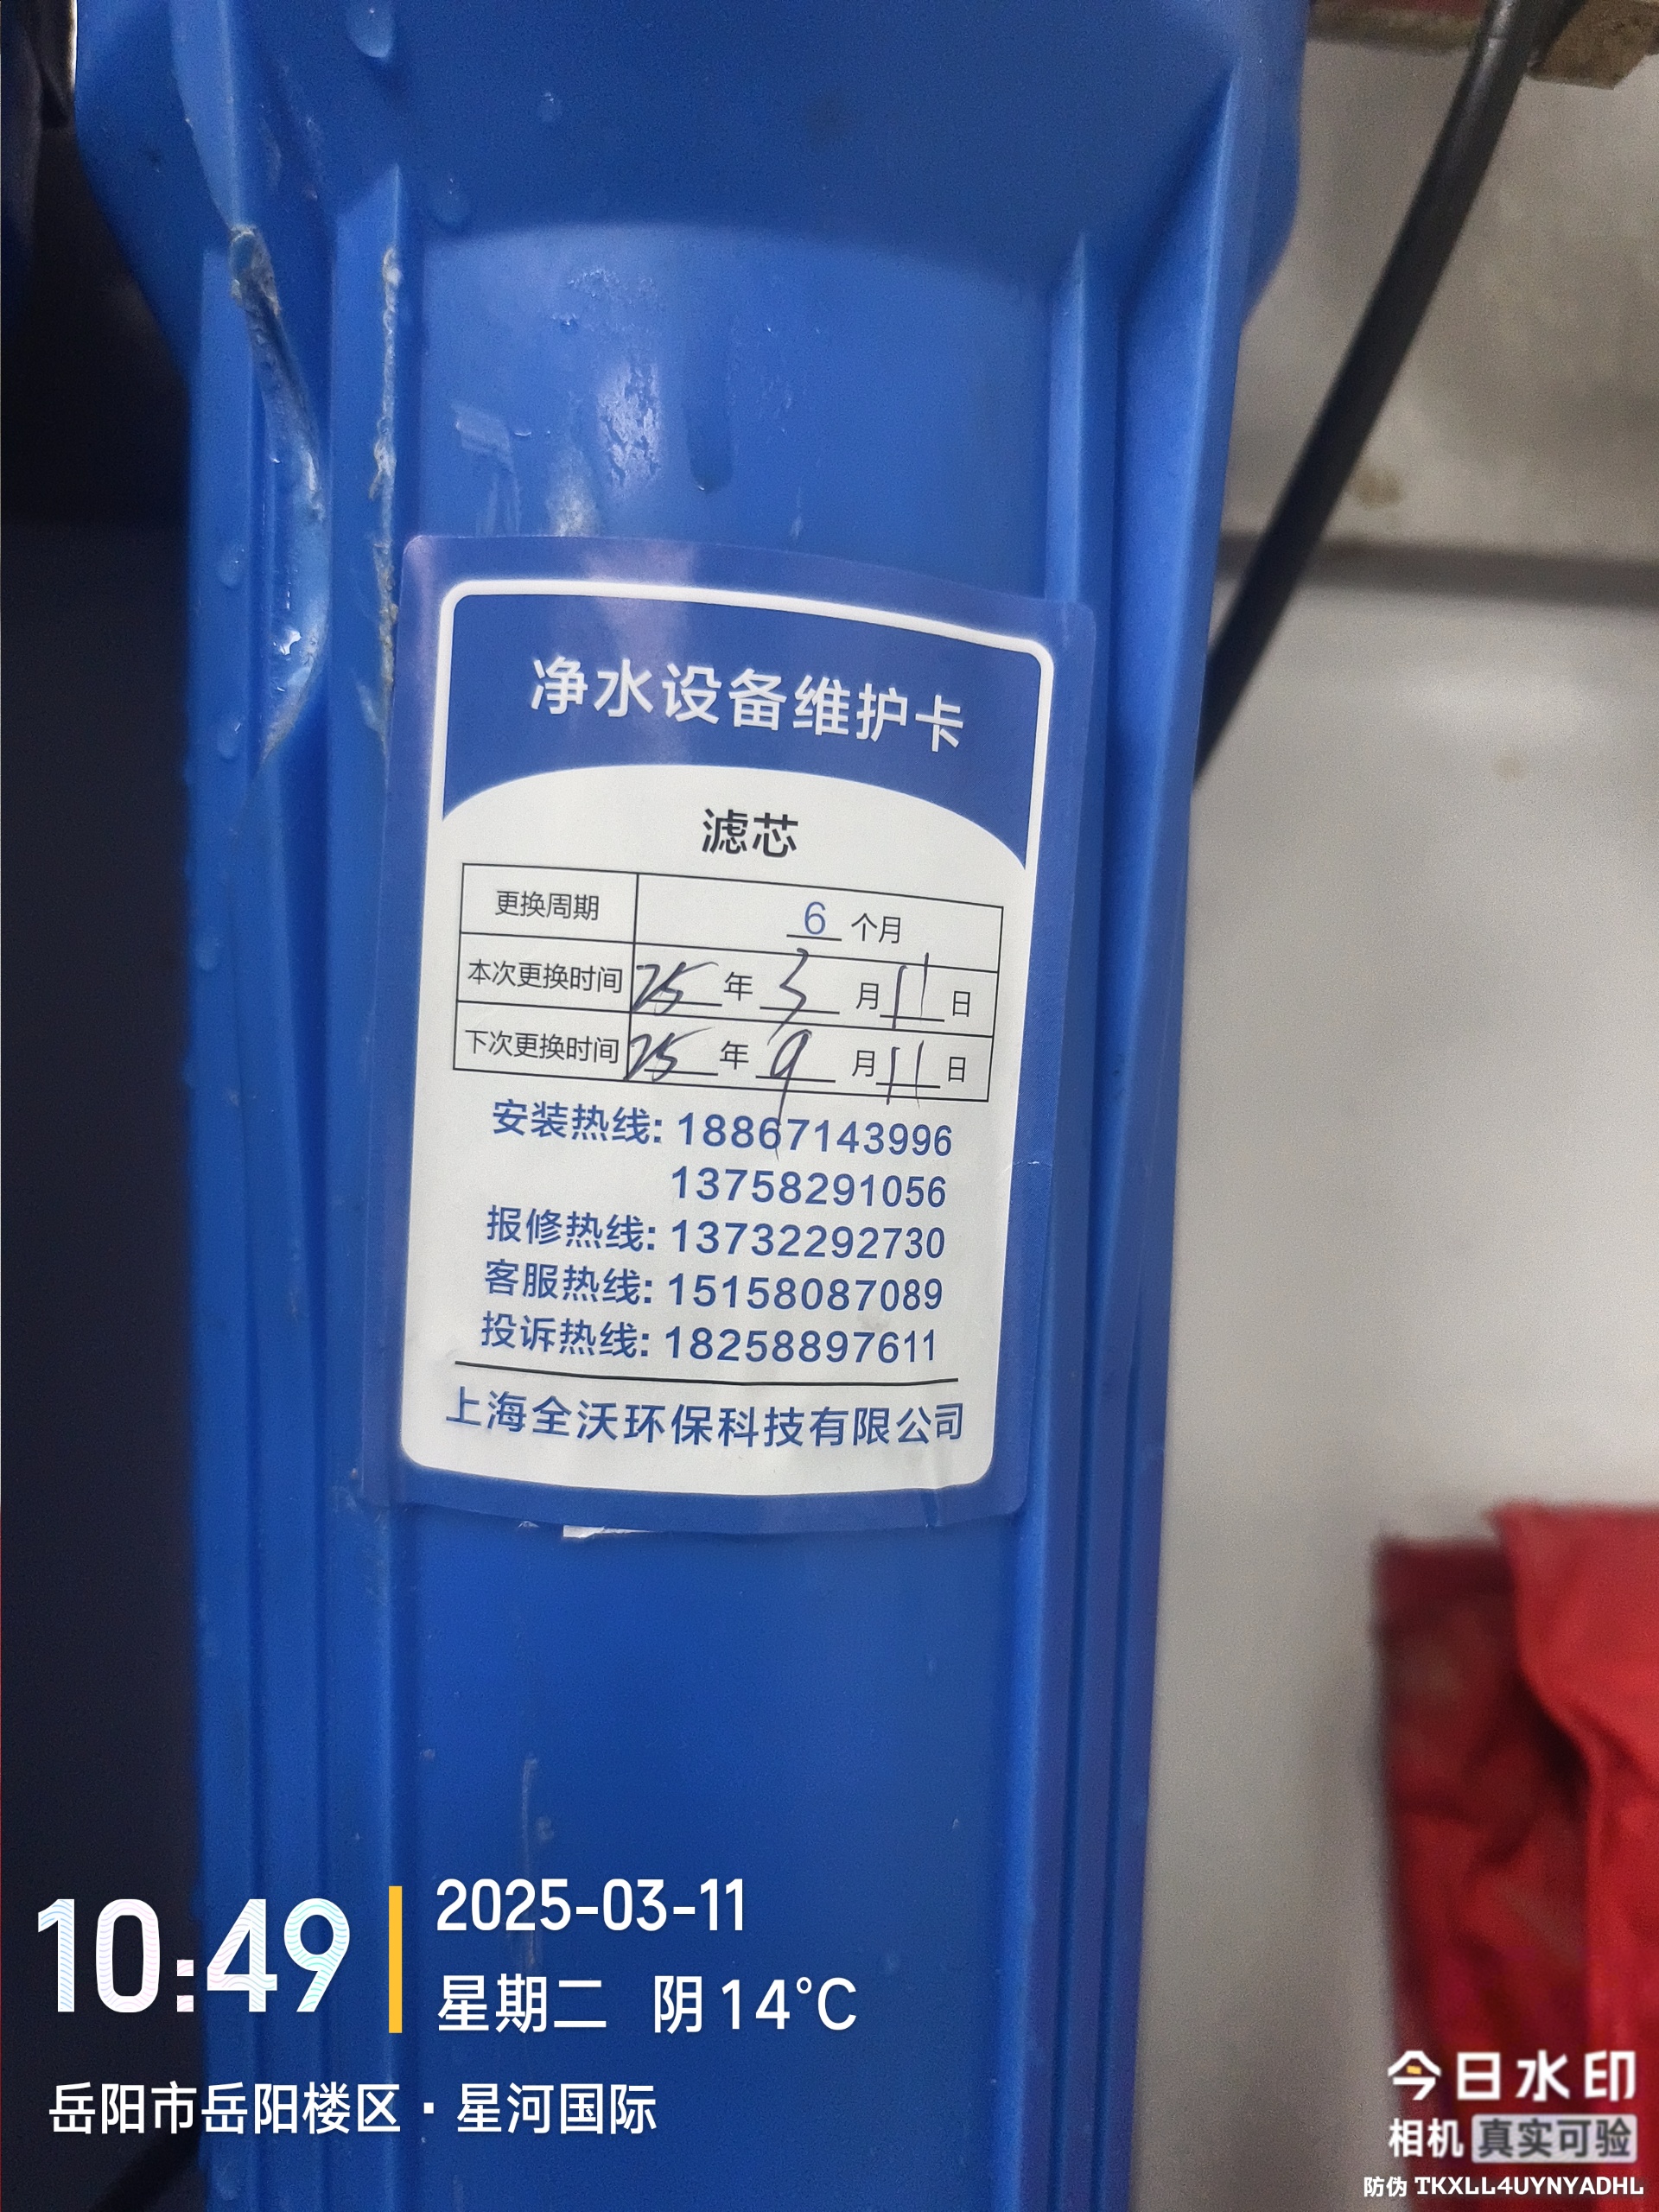 净水设备维护卡
滤芯
更换周期 6 个月
本次更换时间 25 年 3 月 11 日
下次更换时间 25 年 9 月 11 日
安装热线: 18867143996
13758291056
报修热线: 13732292730
客服热线: 15158087089
投诉热线: 18258897611
上海全沃环保科技有限公司
10:49
2025-03-11
星期二 阴 14°C
岳阳市岳阳楼区·星河国际
今日水印
相机 真实可验
防伪 TKXLL4UYNYADHL